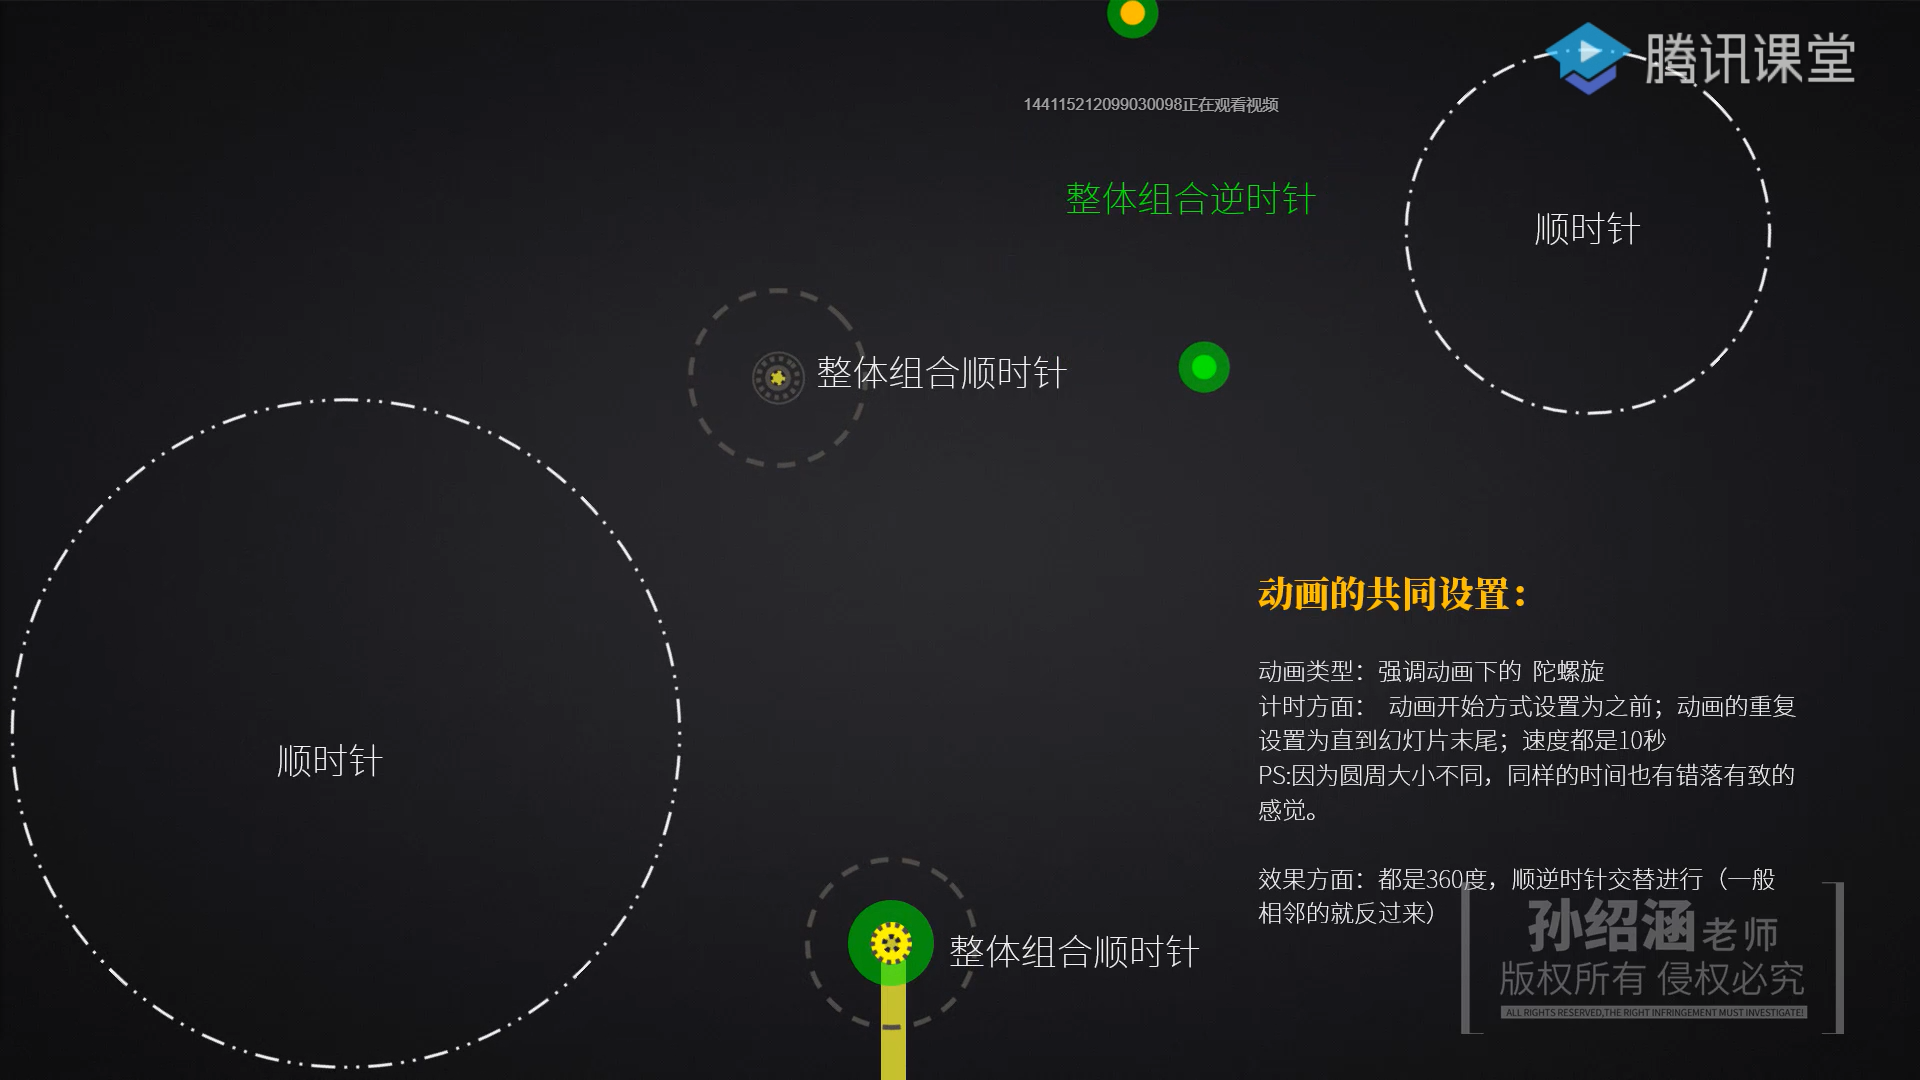 腾讯课堂
144115212099030098正在观看视频
整体组合逆时针
顺时针
整体组合顺时针
顺时针
动画的共同设置：
动画类型：强调动画下的 陀螺旋
计时方面： 动画开始方式设置为之前；动画的重复
设置为直到幻灯片末尾；速度都是10秒
PS:因为圆周大小不同，同样的时间也有错落有致的
感觉。
效果方面：都是360度，顺逆时针交替进行（一般
相邻的就反过来）
整体组合顺时针
孙绍涵老师
版权所有 侵权必究
ALL RIGHTS RESERVED,THE RIGHT INFRINGEMENT MUST INVESTIGATE!